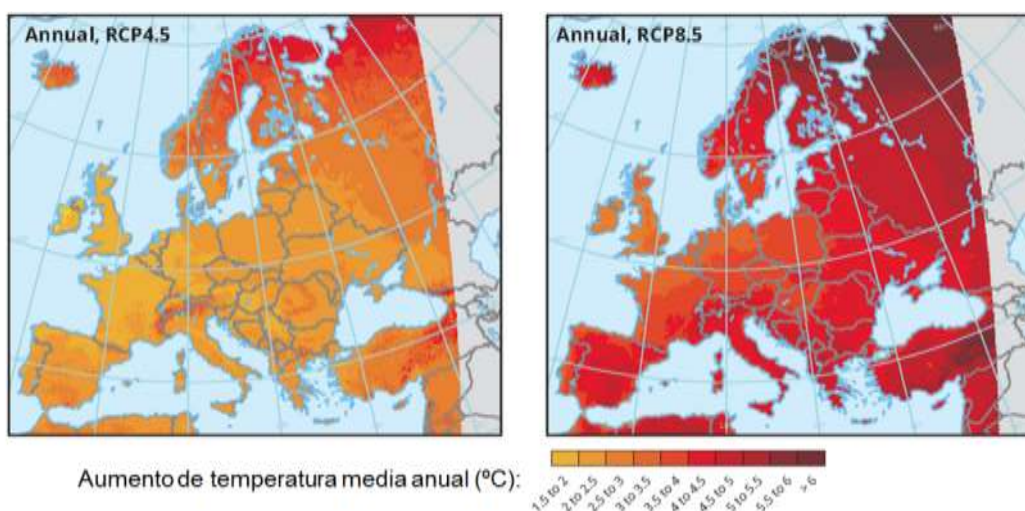 Annual, RCP4.5
Annual, RCP8.5
Aumento de temperatura media anual (ºC):
1.5 to 2
2 to 2.5
2.5 to 3
3 to 3.5
3.5 to 4
4 to 4.5
4.5 to 5
5 to 5.5
5.5 to 6
> 6